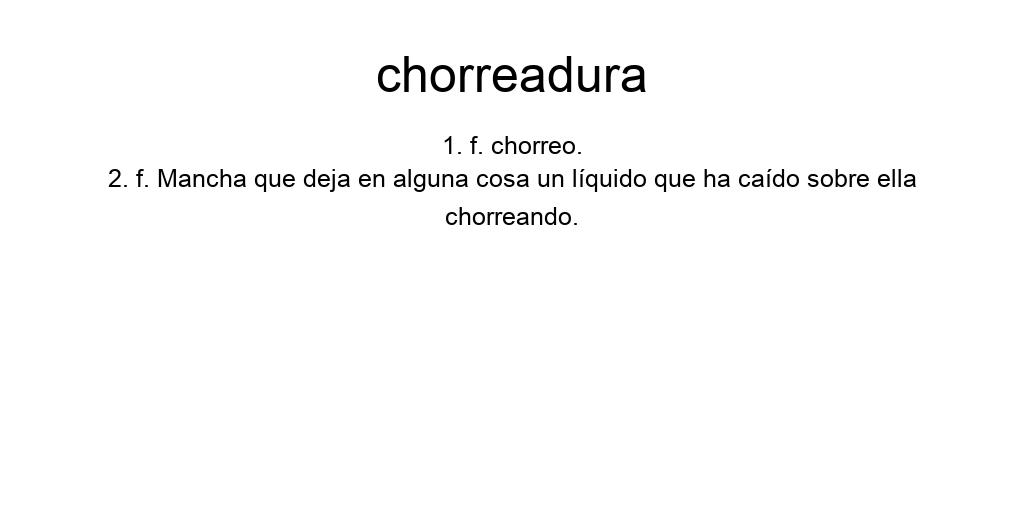 chorreadura
1. f. chorreo.
2. f. Mancha que deja en alguna cosa un líquido que ha caído sobre ella
chorreando.